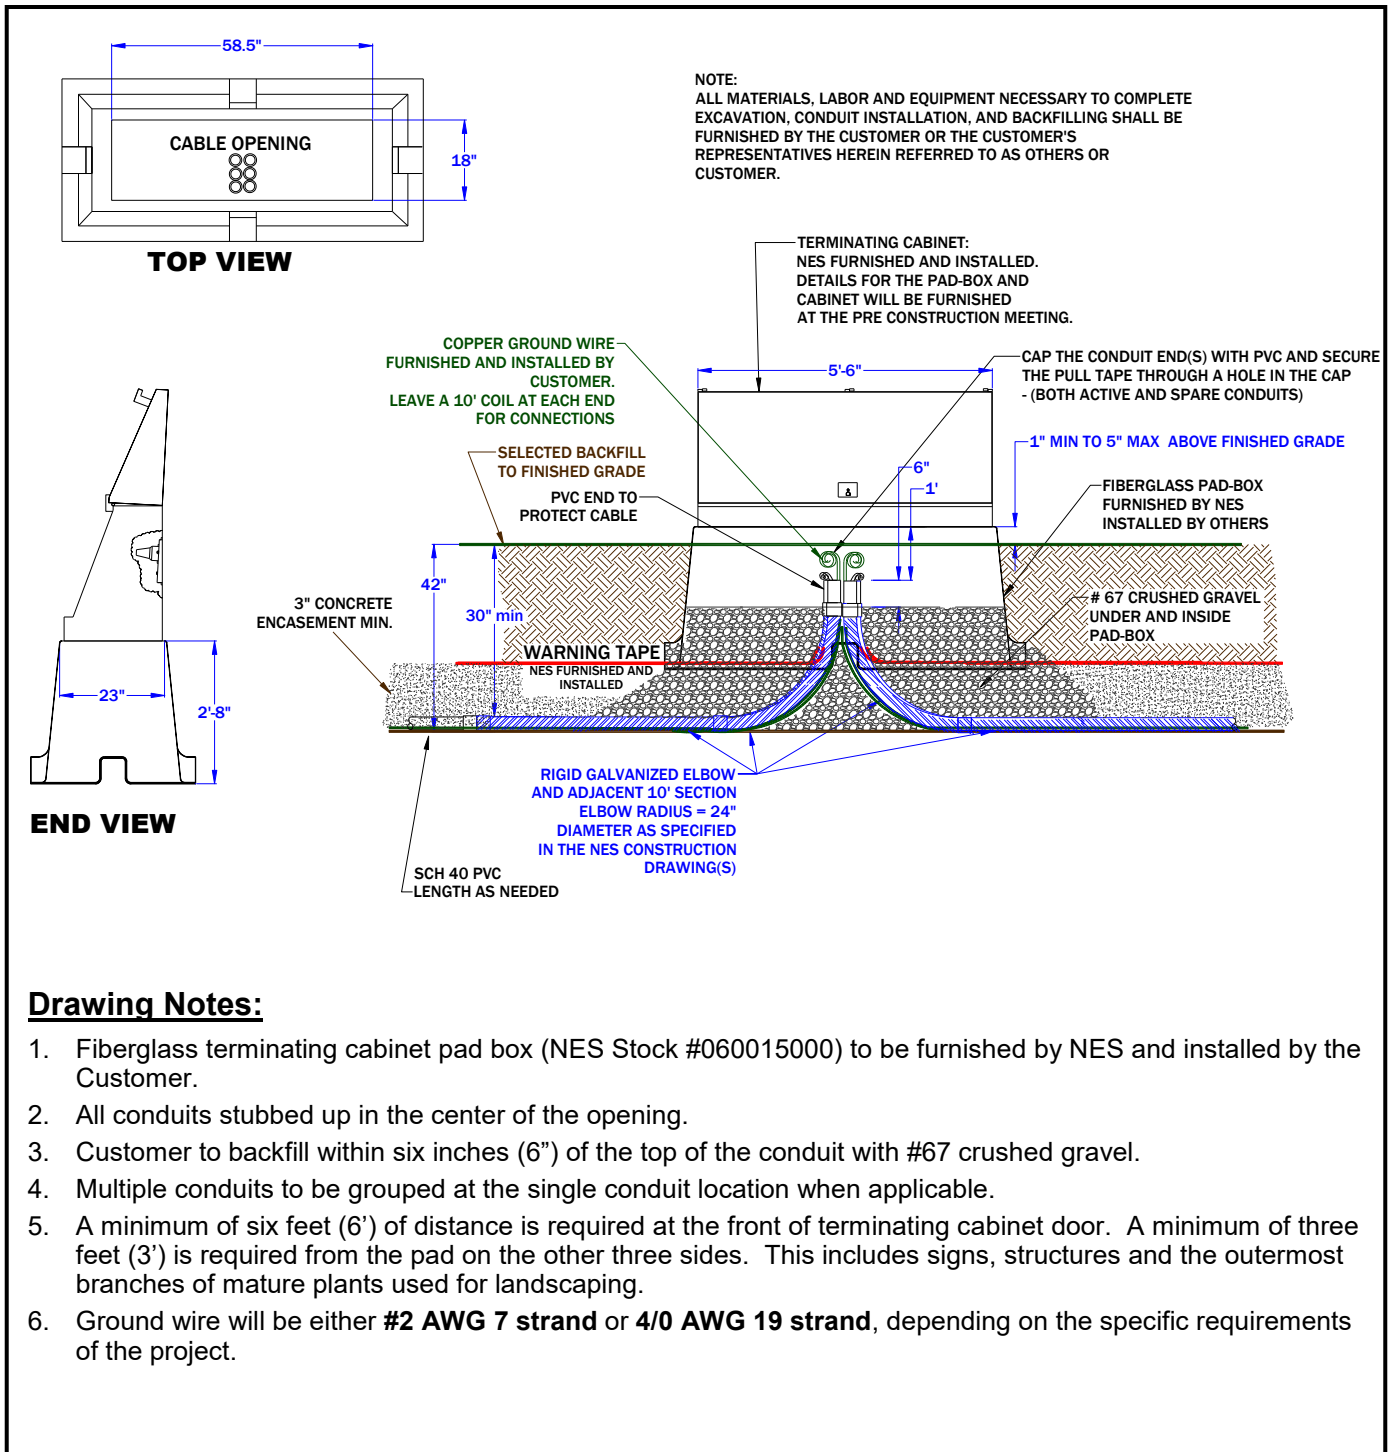 58.5"
CABLE OPENING
18"
TOP VIEW
NOTE:
ALL MATERIALS, LABOR AND EQUIPMENT NECESSARY TO COMPLETE
EXCAVATION, CONDUIT INSTALLATION, AND BACKFILLING SHALL BE
FURNISHED BY THE CUSTOMER OR THE CUSTOMER'S
REPRESENTATIVES HEREIN REFERRED TO AS OTHERS OR
CUSTOMER.
TERMINATING CABINET:
NES FURNISHED AND INSTALLED.
DETAILS FOR THE PAD-BOX AND
CABINET WILL BE FURNISHED
AT THE PRE CONSTRUCTION MEETING.
COPPER GROUND WIRE
FURNISHED AND INSTALLED BY
CUSTOMER.
LEAVE A 10' COIL AT EACH END
FOR CONNECTIONS
5'-6"
CAP THE CONDUIT END(S) WITH PVC AND SECURE
THE PULL TAPE THROUGH A HOLE IN THE CAP
- (BOTH ACTIVE AND SPARE CONDUITS)
1" MIN TO 5" MAX ABOVE FINISHED GRADE
SELECTED BACKFILL
TO FINISHED GRADE
6"
1'
PVC END TO
PROTECT CABLE
FIBERGLASS PAD-BOX
FURNISHED BY NES
INSTALLED BY OTHERS
42"
30" min
3" CONCRETE
ENCASEMENT MIN.
# 67 CRUSHED GRAVEL
UNDER AND INSIDE
PAD-BOX
WARNING TAPE
NES FURNISHED AND
INSTALLED
23"
2'-8"
END VIEW
RIGID GALVANIZED ELBOW
AND ADJACENT 10' SECTION
ELBOW RADIUS = 24"
DIAMETER AS SPECIFIED
IN THE NES CONSTRUCTION
DRAWING(S)
SCH 40 PVC
LENGTH AS NEEDED
Drawing Notes:
1. Fiberglass terminating cabinet pad box (NES Stock #060015000) to be furnished by NES and installed by the
Customer.
2. All conduits stubbed up in the center of the opening.
3. Customer to backfill within six inches (6”) of the top of the conduit with #67 crushed gravel.
4. Multiple conduits to be grouped at the single conduit location when applicable.
5. A minimum of six feet (6’) of distance is required at the front of terminating cabinet door. A minimum of three
feet (3’) is required from the pad on the other three sides. This includes signs, structures and the outermost
branches of mature plants used for landscaping.
6. Ground wire will be either #2 AWG 7 strand or 4/0 AWG 19 strand, depending on the specific requirements
of the project.